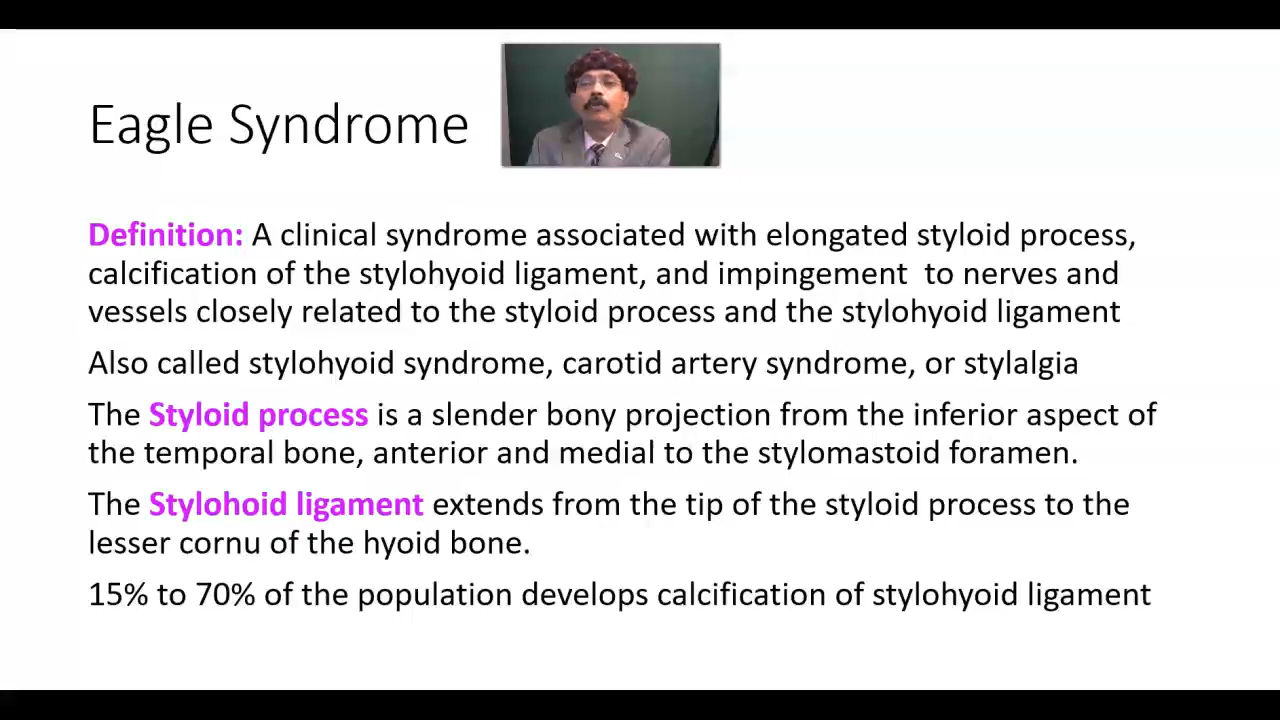 Eagle Syndrome
Definition: A clinical syndrome associated with elongated styloid process,
calcification of the stylohyoid ligament, and impingement  to nerves and
vessels closely related to the styloid process and the stylohyoid ligament
Also called stylohyoid syndrome, carotid artery syndrome, or stylalgia
The Styloid process is a slender bony projection from the inferior aspect of
the temporal bone, anterior and medial to the stylomastoid foramen.
The Stylohoid ligament extends from the tip of the styloid process to the
lesser cornu of the hyoid bone.
15% to 70% of the population develops calcification of stylohyoid ligament